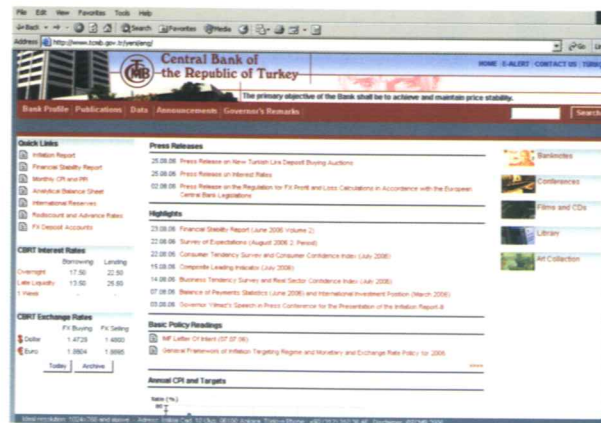 File Edit View Favorites Tools Help
Back Search Favorites Media
Address http://www.tcmb.gov.tr/yeni/eng/ Go
TCMB
Central Bank of
the Republic of Turkey
HOME E-ALERT CONTACT US
The primary objective of the Bank shall be to achieve and maintain price stability.
Bank Profile Publications Data Announcements Governor's Remarks Search
Quick Links
Inflation Report
Financial Stability Report
Monthly CPI and PPI
Analytical Balance Sheet
International Reserves
Rediscount and Advance Rates
FX Deposit Accounts
CBRT Interest Rates
Borrowing Lending
Overnight 17.50 22.50
Late Liquidity 13.50 25.50
1 Week - -
CBRT Exchange Rates
FX Buying FX Selling
$ Dollar 1.4728
€ Euro
Today Archive
Press Releases
25.08.06 Press Release on New Turkish Lira Deposit Buying Auctions
25.08.06 Press Release on Interest Rates
02.08.06 Press Release on the Regulation for FX Profit and Loss Calculations in Accordance with the European
Central Bank Legislations
Highlights
23.08.06 Financial Stability Report (June 2006 Volume 2)
22.08.06 Survey of Expectations (August 2006 2. Period)
22.08.06 Consumer Tendency Survey and Consumer Confidence Index (July 2006)
15.08.06 Composite Leading Indicator (July 2006)
14.08.06 Business Tendency Survey and Real Sector Confidence Index (July 2006)
07.08.06 Balance of Payments Statistics (June 2006) and International Investment Position (March 2006)
03.08.06 Governor Yılmaz's Speech in Press Conference for the Presentation of the Inflation Report-II
Basic Policy Readings
IMF Letter Of Intent (07.07.06)
General Framework of Inflation Targeting Regime and Monetary and Exchange Rate Policy for 2006
Annual CPI and Targets
Rate (%)
Banknotes
Conferences
Films and CDs
Library
Art Collection
Ideal resolution: 1024x768 and above